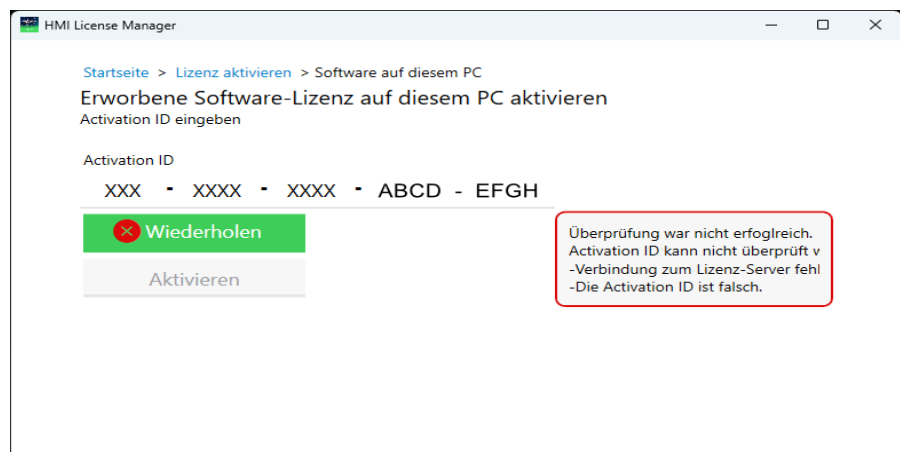 HMI License Manager
Startseite > Lizenz aktivieren > Software auf diesem PC
Erworbene Software-Lizenz auf diesem PC aktivieren
Activation ID eingeben
Activation ID
XXX - XXXX - XXXX - ABCD - EFGH
Wiederholen
Aktivieren
Überprüfung war nicht erfoglreich.
Activation ID kann nicht überprüft v
-Verbindung zum Lizenz-Server fehl
-Die Activation ID ist falsch.